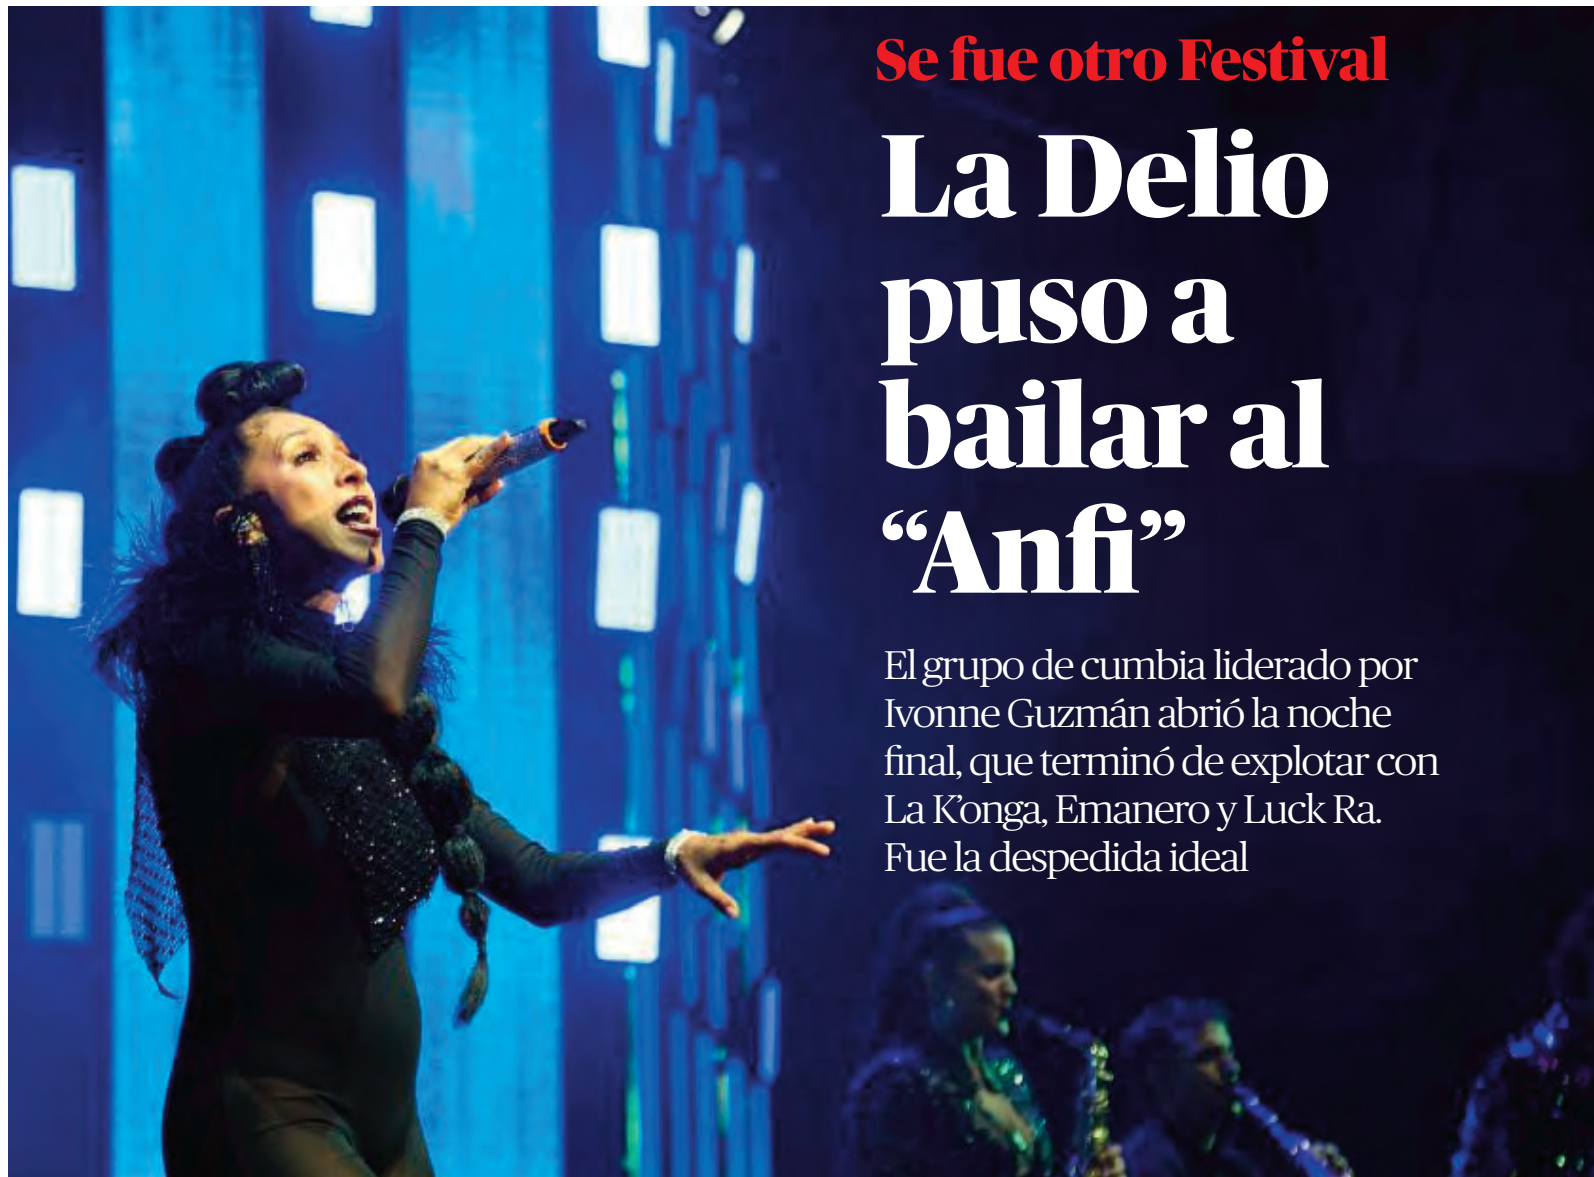 Se fue otro Festival
La Delio
puso a
bailar al
“Anfi”
El grupo de cumbia liderado por
Ivonne Guzmán abrió la noche
final, que terminó de explotar con
La K’onga, Emanero y Luck Ra.
Fue la despedida ideal